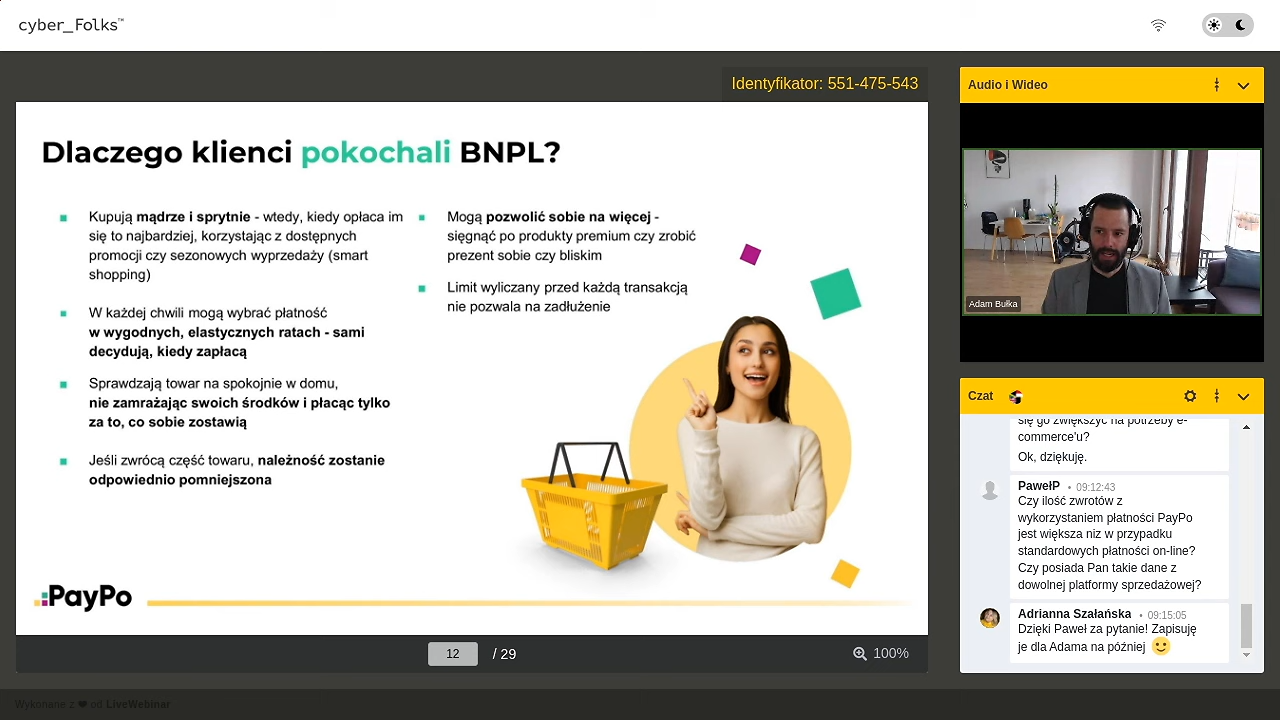 cyber_Folks™
Identyfikator: 551-475-543
Dlaczego klienci pokochali BNPL?
Kupują mądrze i sprytnie - wtedy, kiedy opłaca im
się to najbardziej, korzystając z dostępnych
promocji czy sezonowych wyprzedaży (smart
shopping)
W każdej chwili mogą wybrać płatność
w wygodnych, elastycznych ratach - sami
decydują, kiedy zapłacą
Sprawdzają towar na spokojnie w domu,
nie zamrażając swoich środków i płacąc tylko
za to, co sobie zostawią
Jeśli zwrócą część towaru, należność zostanie
odpowiednio pomniejszona
Mogą pozwolić sobie na więcej -
sięgnąć po produkty premium czy zrobić
prezent sobie czy bliskim
Limit wyliczany przed każdą transakcją
nie pozwala na zadłużenie
PayPo
12 / 29
100%
Audio i Wideo
Adam Bułka
Czat
się go zwiększyć na potrzeby e-
commerce'u?
Ok, dziękuję.
PawełP • 09:12:43
Czy ilość zwrotów z
wykorzystaniem płatności PayPo
jest większa niz w przypadku
standardowych płatności on-line?
Czy posiada Pan takie dane z
dowolnej platformy sprzedażowej?
Adrianna Szałańska • 09:15:05
Dzięki Paweł za pytanie! Zapisuję
je dla Adama na później 🙂
Wykonane z ❤ od LiveWebinar